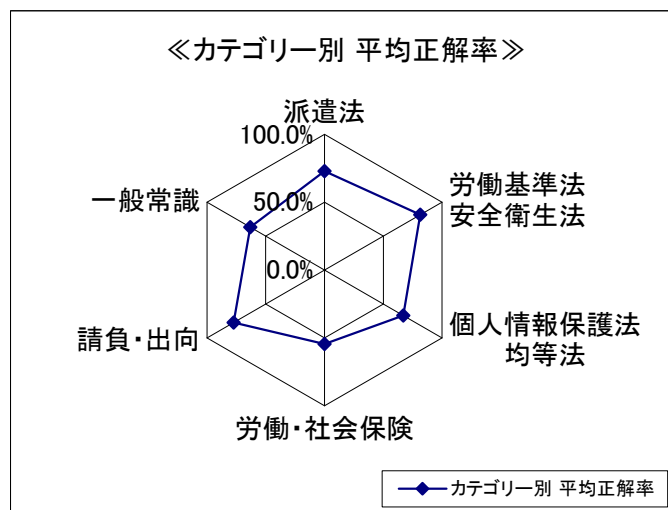 ≪カテゴリー別 平均正解率≫
派遣法
100.0%
労働基準法
安全衛生法
一般常識
50.0%
0.0%
個人情報保護法
均等法
請負・出向
労働・社会保険
カテゴリー別 平均正解率